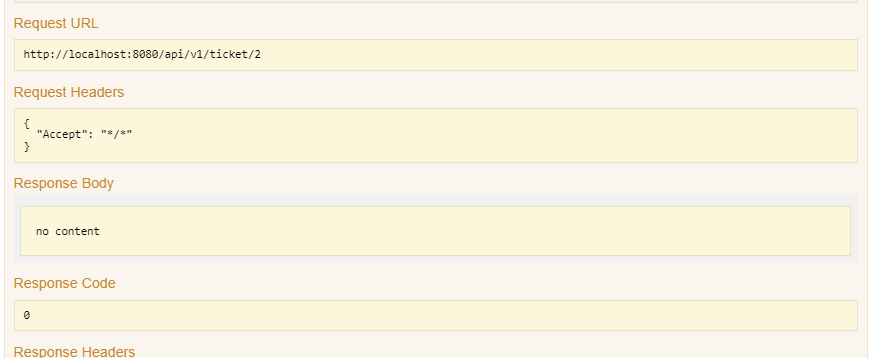 Request URL
http://localhost:8080/api/v1/ticket/2
Request Headers
{
"Accept": "*/*"
}
Response Body
no content
Response Code
0
Response Headers